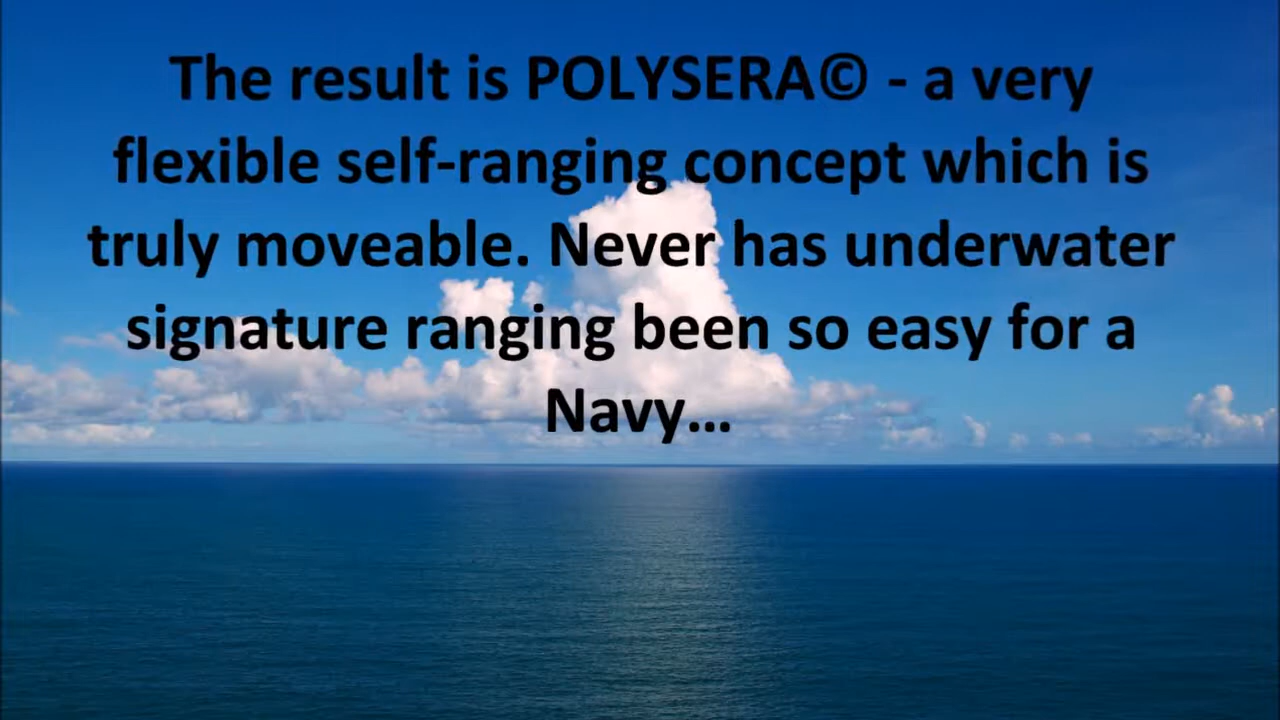 The result is POLYSERA© - a very
flexible self-ranging concept which is
truly moveable. Never has underwater
signature ranging been so easy for a
Navy...